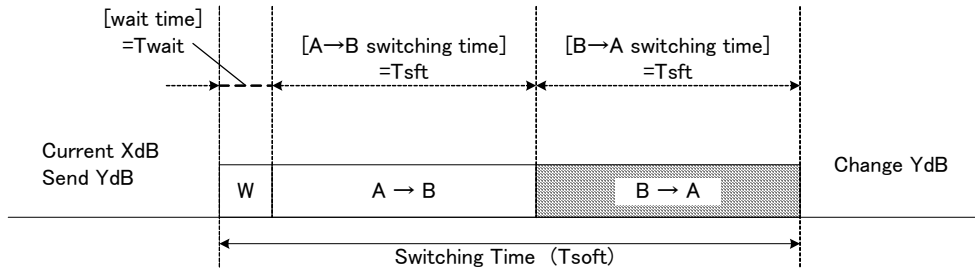 [wait time]
=Twait
[A→B switching time]
=Tsft
[B→A switching time]
=Tsft
Current XdB
Send YdB
W
A → B
B → A
Change YdB
Switching Time (Tsoft)